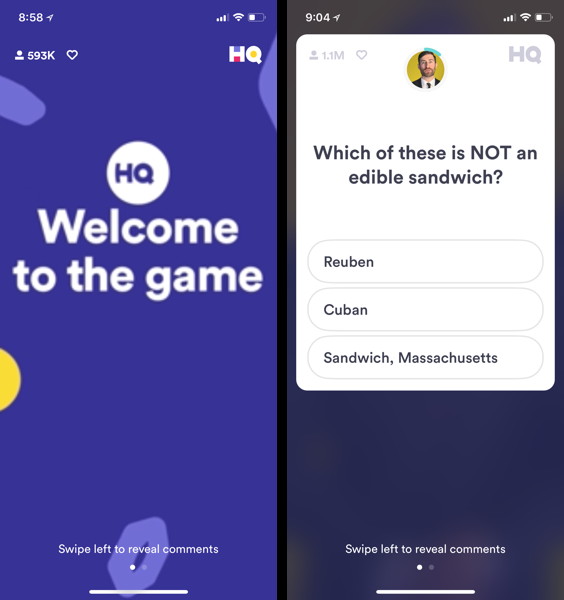 8:58
593K
HQ
HQ
Welcome
to the game
Swipe left to reveal comments
9:04
1.1M
HQ
Which of these is NOT an
edible sandwich?
Reuben
Cuban
Sandwich, Massachusetts
Swipe left to reveal comments